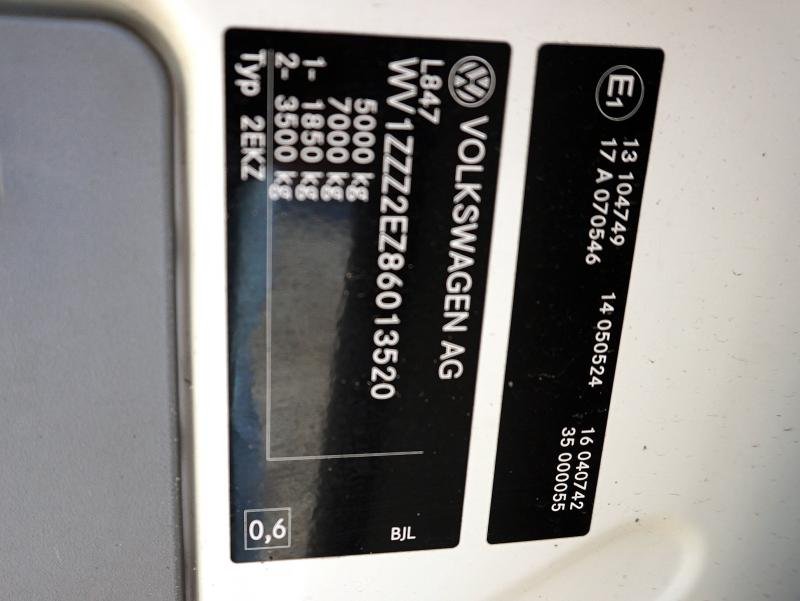 VOLKSWAGEN AG
L847
WV1ZZZ2EZ86013520
5000 kg
7000 kg
1- 1850 kg
2- 3500 kg
Typ 2EKZ
BJL
0,6
E1
13 104749
17 A 070546
14 050524
16 040742
35 000055